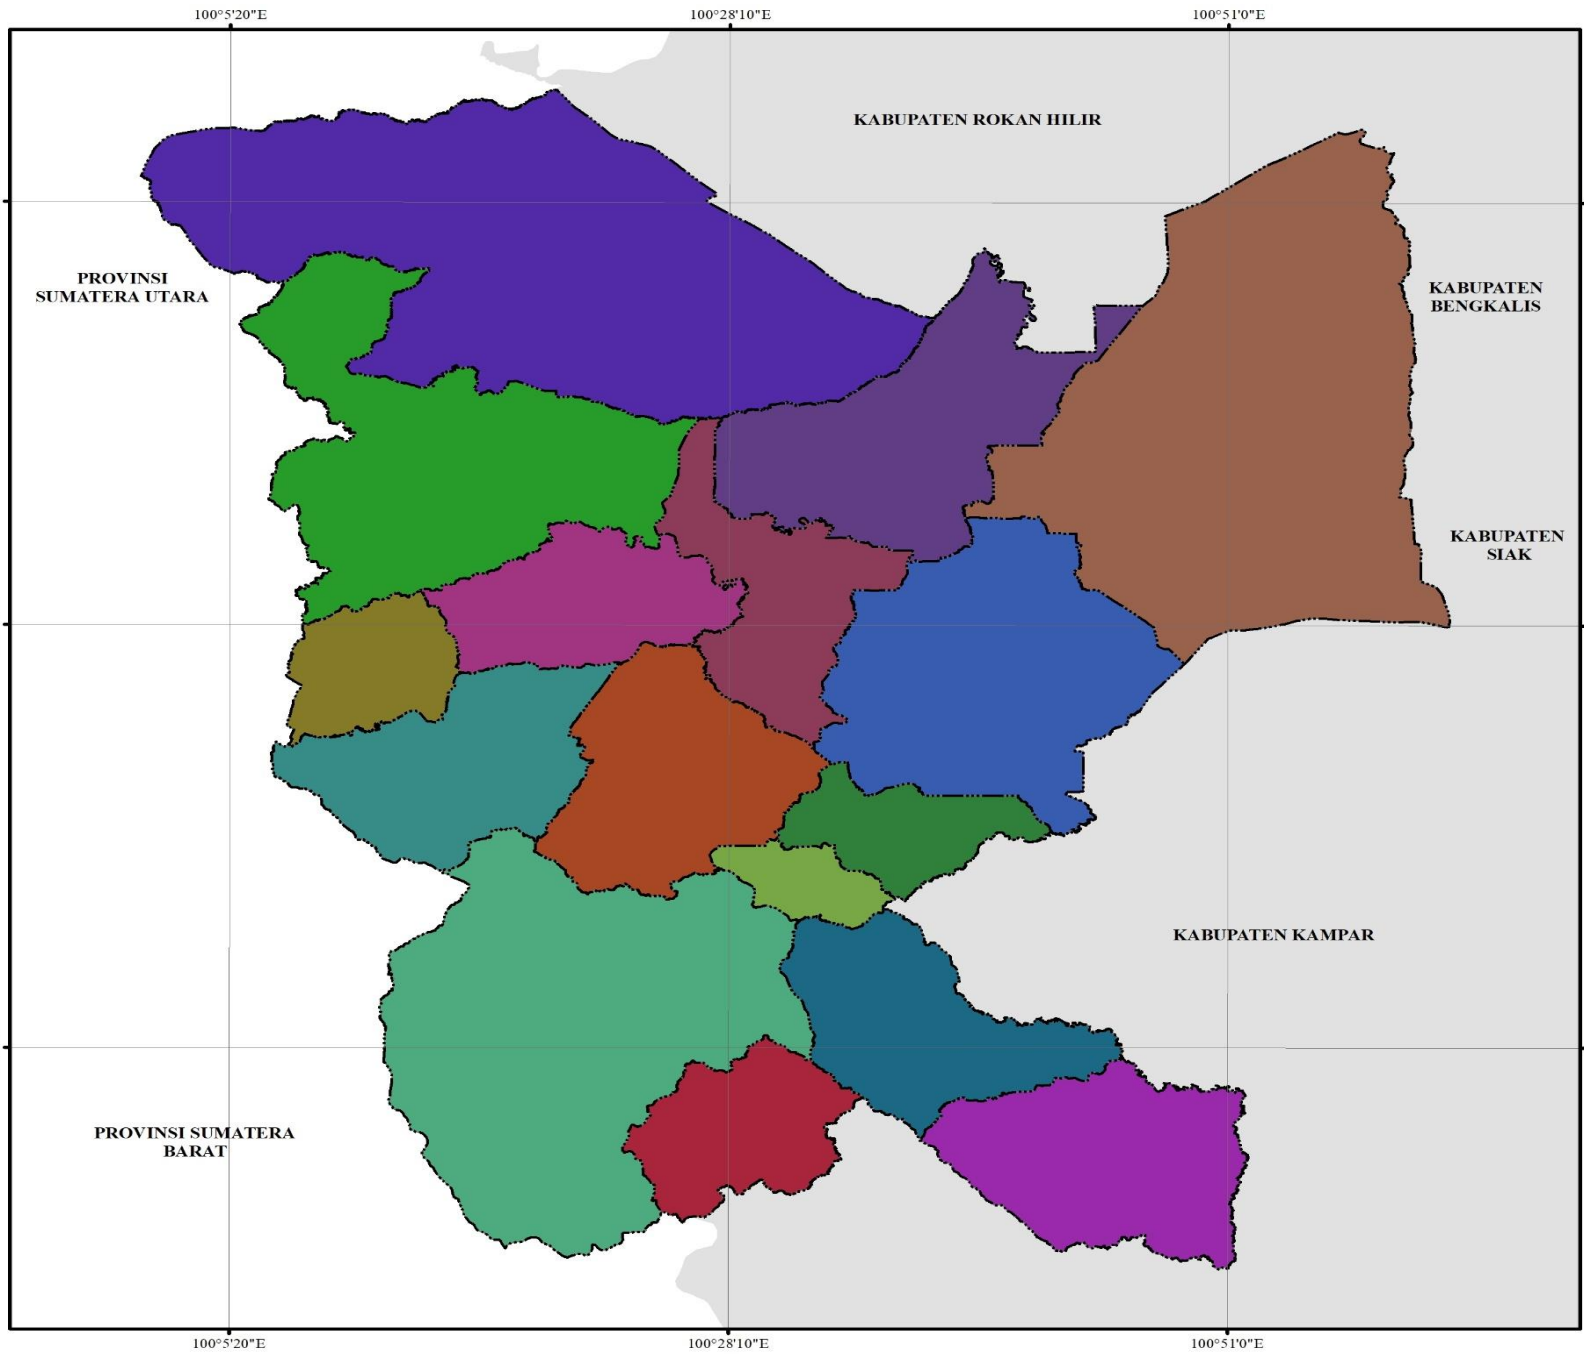 100°5'20"E
100°28'10"E
100°51'0"E
KABUPATEN ROKAN HILIR
PROVINSI
SUMATERA UTARA
KABUPATEN
BENGKALIS
KABUPATEN
SIAK
KABUPATEN KAMPAR
PROVINSI SUMATERA
BARAT
100°5'20"E
100°28'10"E
100°51'0"E